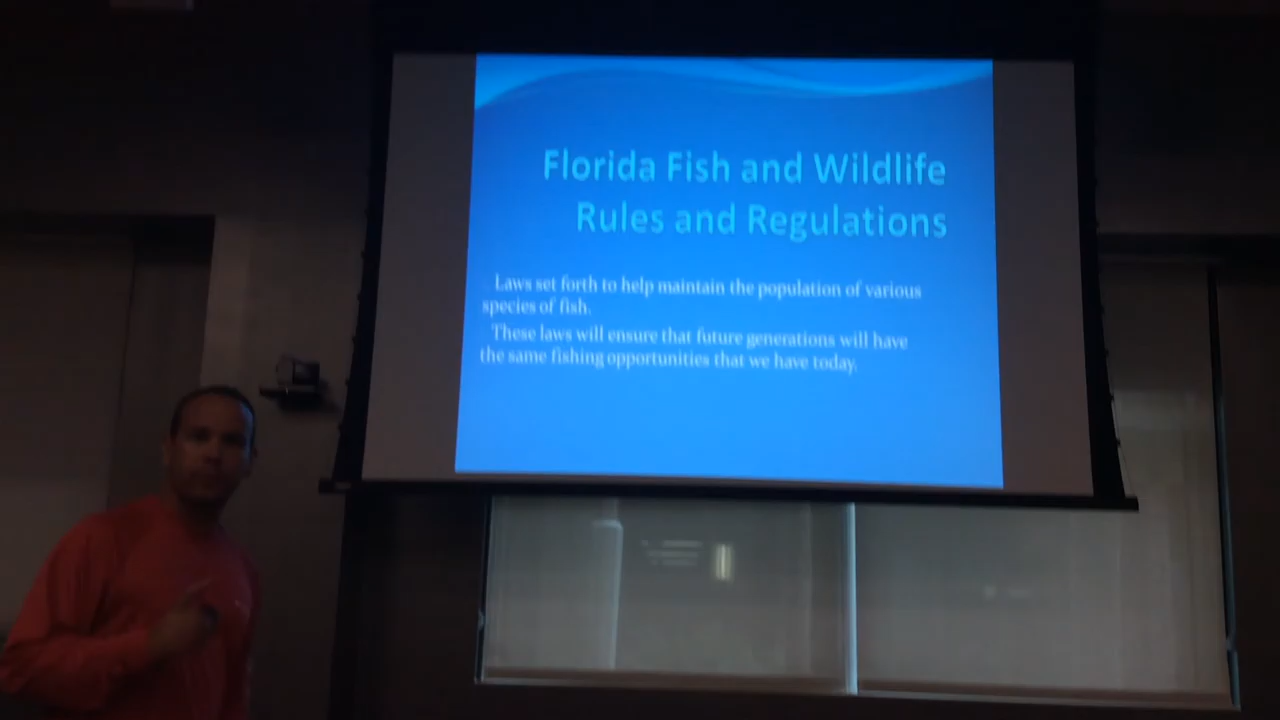 Florida Fish and Wildlife
Rules and Regulations
Laws set forth to help maintain the population of various
species of fish.
These laws will ensure that future generations will have
the same fishing opportunities that we have today.